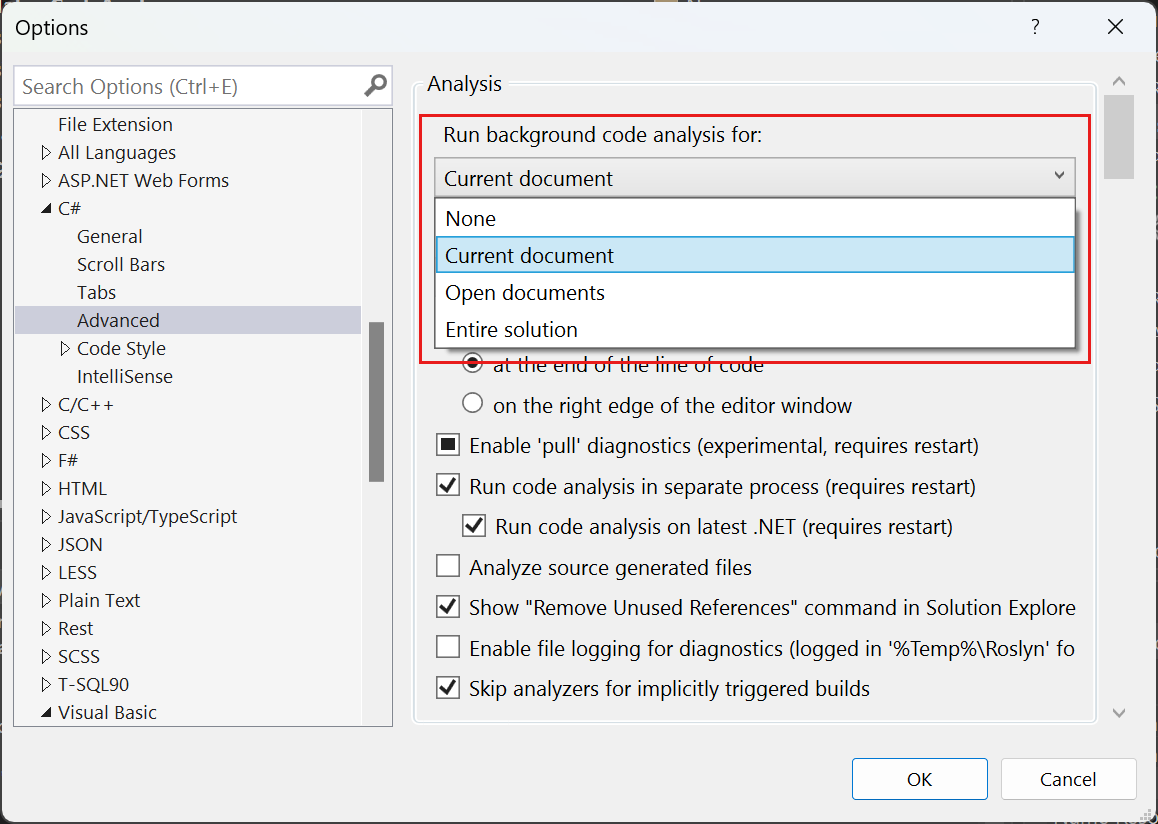 Options
?
Search Options (Ctrl+E)
File Extension
All Languages
ASP.NET Web Forms
C#
General
Scroll Bars
Tabs
Advanced
Code Style
IntelliSense
C/C++
CSS
F#
HTML
JavaScript/TypeScript
JSON
LESS
Plain Text
Rest
SCSS
T-SQL90
Visual Basic
Analysis
Run background code analysis for:
Current document
None
Current document
Open documents
Entire solution
at the end of the line of code
on the right edge of the editor window
Enable 'pull' diagnostics (experimental, requires restart)
Run code analysis in separate process (requires restart)
Run code analysis on latest .NET (requires restart)
Analyze source generated files
Show "Remove Unused References" command in Solution Explore
Enable file logging for diagnostics (logged in '%Temp%\Roslyn' fo
Skip analyzers for implicitly triggered builds
OK
Cancel